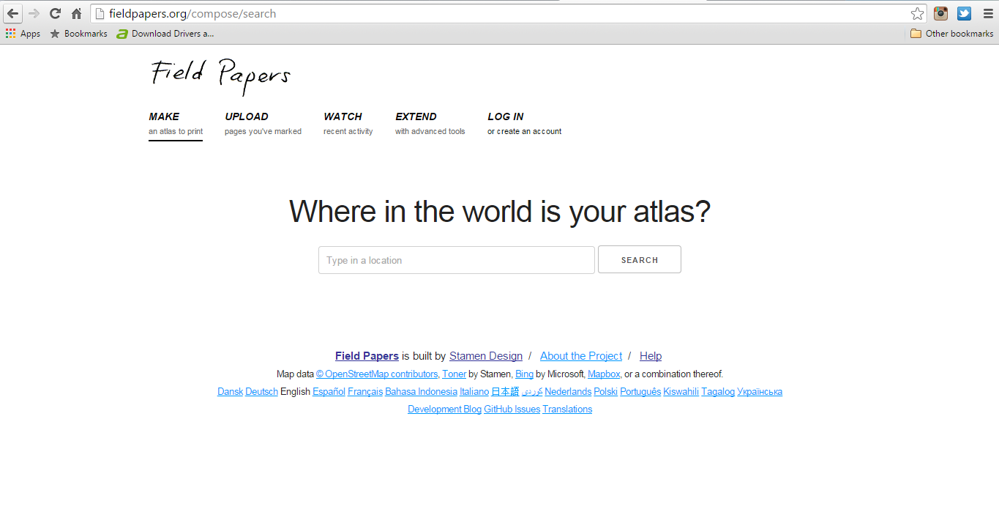 fieldpapers.org/compose/search
Apps Bookmarks Download Drivers a... Other bookmarks
Field Papers
MAKE UPLOAD WATCH EXTEND LOG IN
an atlas to print pages you've marked recent activity with advanced tools or create an account
Where in the world is your atlas?
Type in a location SEARCH
Field Papers is built by Stamen Design / About the Project / Help
Map data © OpenStreetMap contributors, Toner by Stamen, Bing by Microsoft, Mapbox, or a combination thereof.
Dansk Deutsch English Español Français Bahasa Indonesia Italiano 日本語 كوردی Nederlands Polski Português Kiswahili Tagalog Українська
Development Blog GitHub Issues Translations